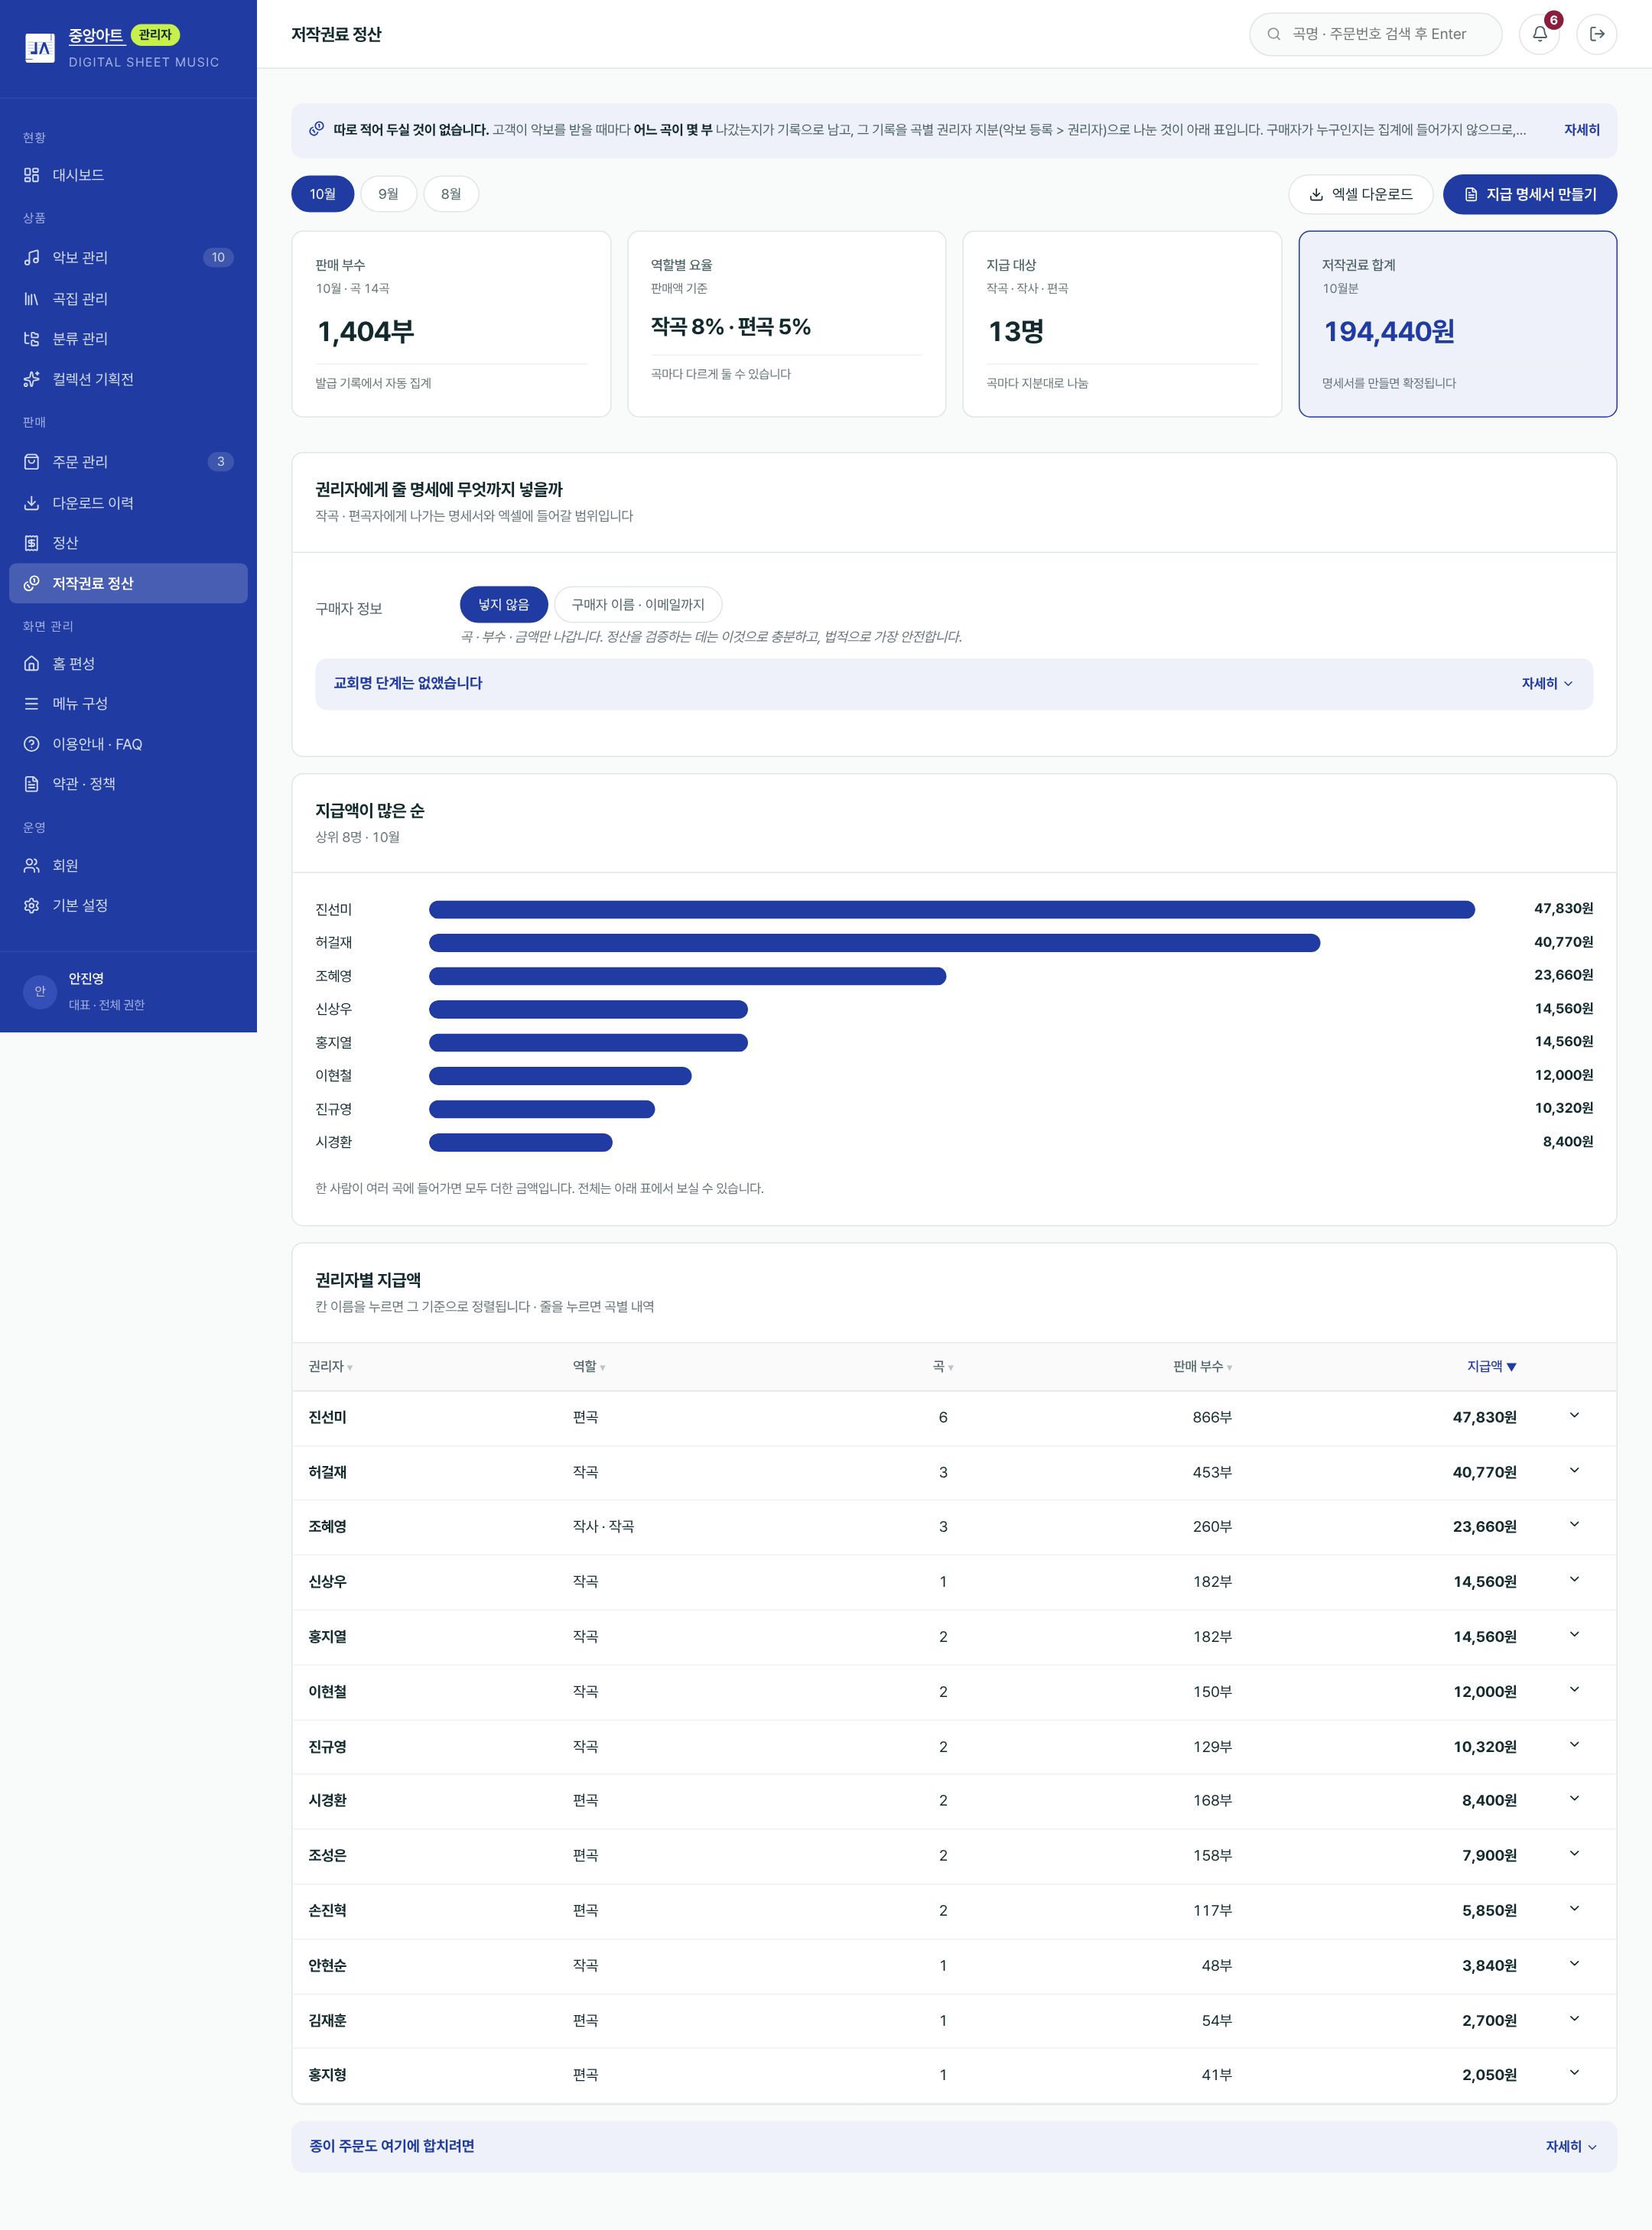 중앙아트 관리자
DIGITAL SHEET MUSIC
현황
대시보드
상품
악보 관리 10
곡집 관리
분류 관리
컬렉션 기획전
판매
주문 관리 3
다운로드 이력
정산
저작권료 정산
화면 관리
홈 편성
메뉴 구성
이용안내 · FAQ
약관 · 정책
운영
회원
기본 설정
안 안진영
대표 · 전체 권한
저작권료 정산
곡명 · 주문번호 검색 후 Enter
6
따로 적어 두실 것이 없습니다. 고객이 악보를 받을 때마다 어느 곡이 몇 부 나갔는지가 기록으로 남고, 그 기록을 곡별 권리자 지분(악보 등록 > 권리자)으로 나눈 것이 아래 표입니다. 구매자가 누구인지는 집계에 들어가지 않으므로,... 자세히
10월 9월 8월
엑셀 다운로드 지급 명세서 만들기
판매 부수
10월 · 곡 14곡
1,404부
발급 기록에서 자동 집계
역할별 요율
판매액 기준
작곡 8% · 편곡 5%
곡마다 다르게 둘 수 있습니다
지급 대상
작곡 · 작사 · 편곡
13명
곡마다 지분대로 나눔
저작권료 합계
10월분
194,440원
명세서를 만들면 확정됩니다
권리자에게 줄 명세에 무엇까지 넣을까
작곡 · 편곡자에게 나가는 명세서와 엑셀에 들어갈 범위입니다
구매자 정보 넣지 않음 구매자 이름 · 이메일까지
곡 · 부수 · 금액만 나갑니다. 정산을 검증하는 데는 이것으로 충분하고, 법적으로 가장 안전합니다.
교회명 단계는 없앴습니다 자세히
지급액이 많은 순
상위 8명 · 10월
진선미 47,830원
허걸재 40,770원
조혜영 23,660원
신상우 14,560원
홍지열 14,560원
이현철 12,000원
진규영 10,320원
시경환 8,400원
한 사람이 여러 곡에 들어가면 모두 더한 금액입니다. 전체는 아래 표에서 보실 수 있습니다.
권리자별 지급액
칸 이름을 누르면 그 기준으로 정렬됩니다 · 줄을 누르면 곡별 내역
권리자 ▼ 역할 ▼ 곡 ▼ 판매 부수 ▼ 지급액 ▼
진선미 편곡 6 866부 47,830원
허걸재 작곡 3 453부 40,770원
조혜영 작사 · 작곡 3 260부 23,660원
신상우 작곡 1 182부 14,560원
홍지열 작곡 2 182부 14,560원
이현철 작곡 2 150부 12,000원
진규영 작곡 2 129부 10,320원
시경환 편곡 2 168부 8,400원
조성은 편곡 2 158부 7,900원
손진혁 편곡 2 117부 5,850원
안현순 작곡 1 48부 3,840원
김재훈 편곡 1 54부 2,700원
홍지형 편곡 1 41부 2,050원
종이 주문도 여기에 합치려면 자세히